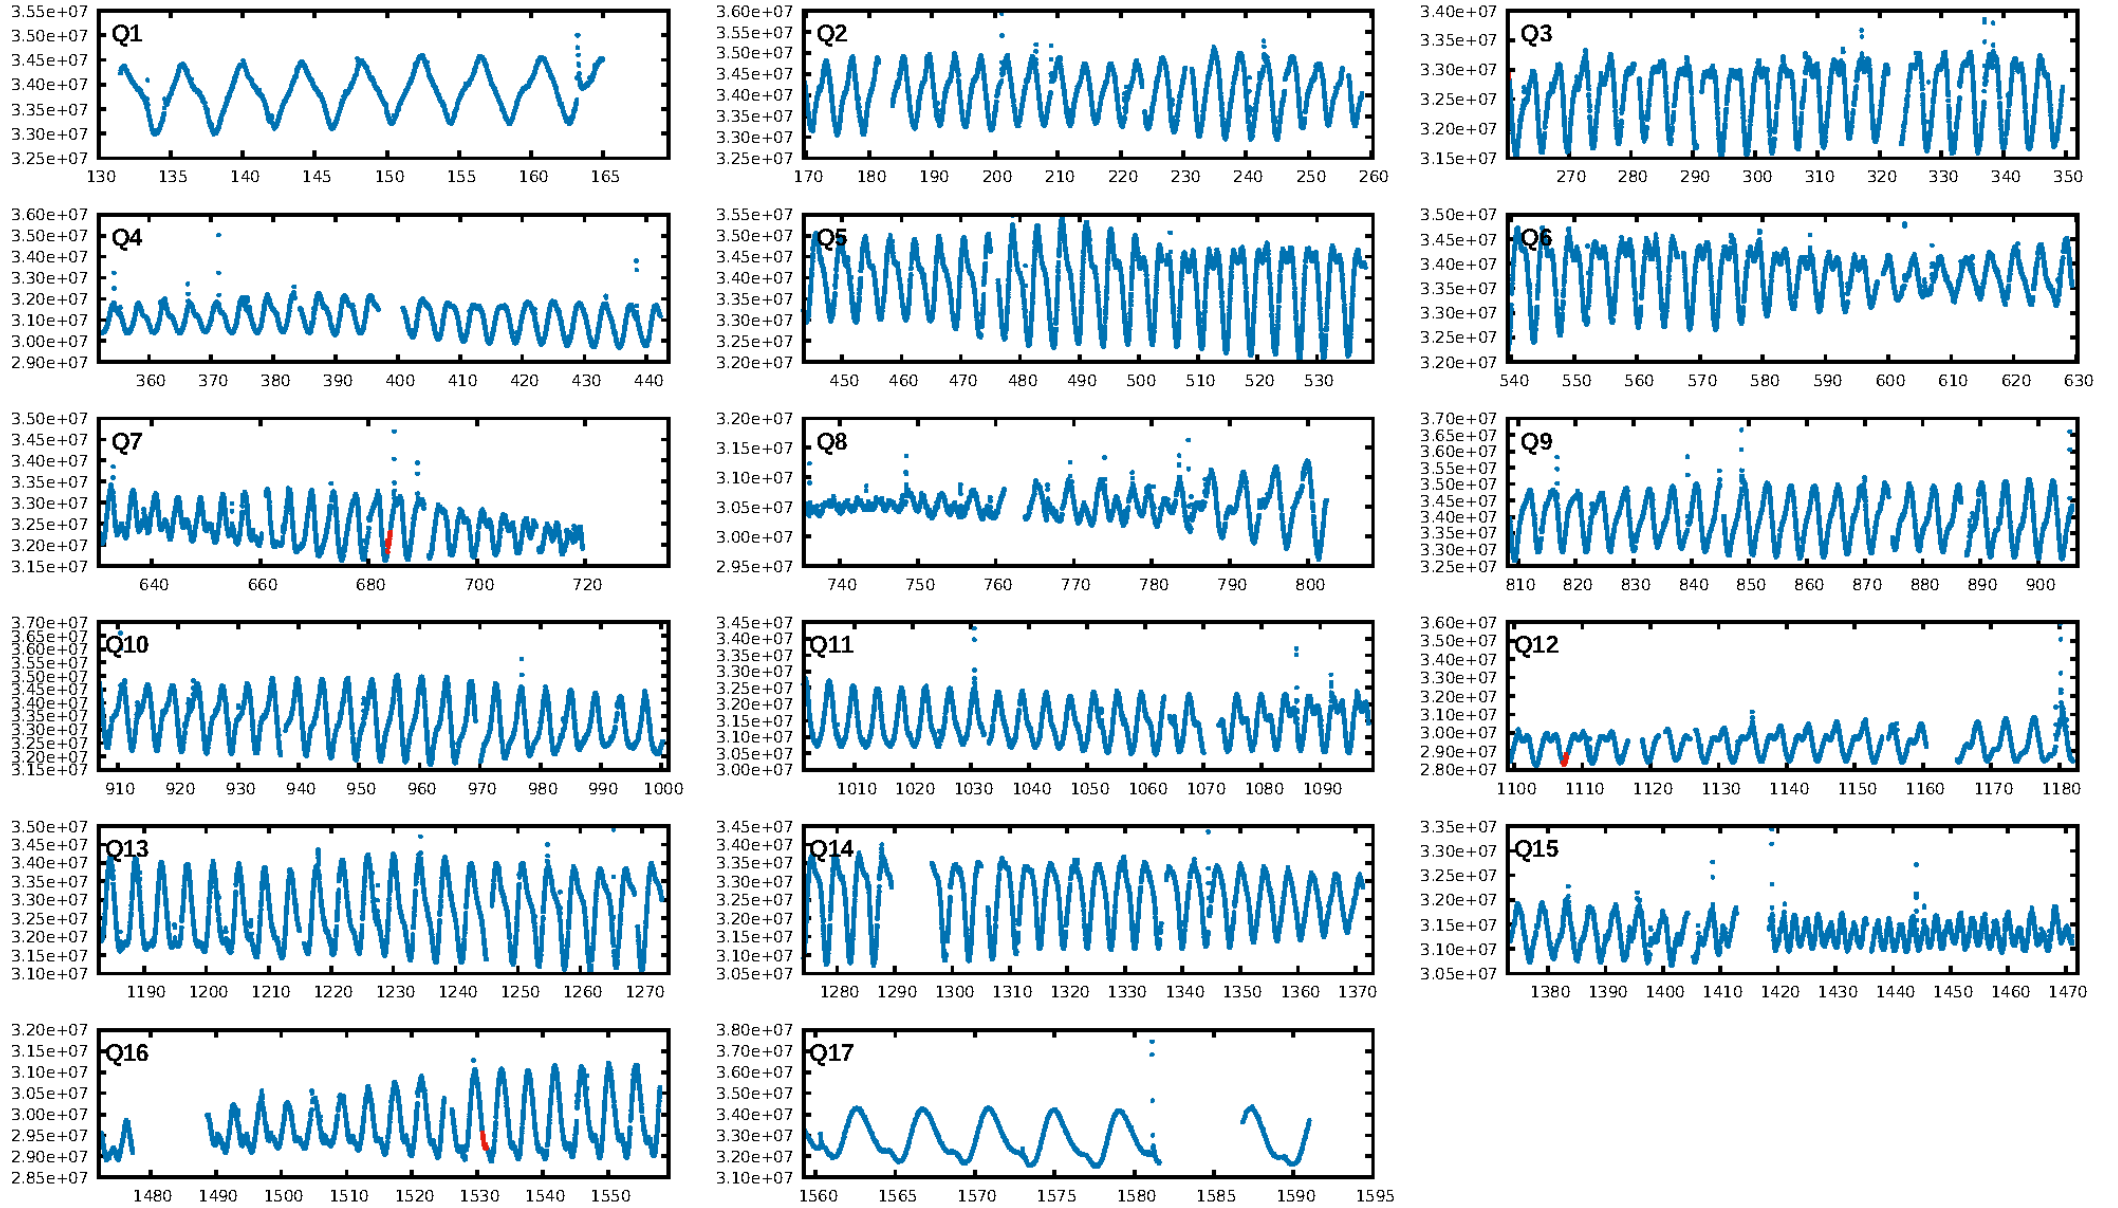 3.55e+07
3.50e+07
3.45e+07
3.40e+07
3.35e+07
3.30e+07
3.25e+07
Q1
130 135 140 145 150 155 160 165
3.60e+07
3.55e+07
3.50e+07
3.45e+07
3.40e+07
3.35e+07
3.30e+07
3.25e+07
Q2
170 180 190 200 210 220 230 240 250 260
3.40e+07
3.35e+07
3.30e+07
3.25e+07
3.20e+07
3.15e+07
Q3
270 280 290 300 310 320 330 340 350
3.60e+07
3.50e+07
3.40e+07
3.30e+07
3.20e+07
3.10e+07
3.00e+07
2.90e+07
Q4
360 370 380 390 400 410 420 430 440
3.55e+07
3.50e+07
3.45e+07
3.40e+07
3.35e+07
3.30e+07
3.25e+07
3.20e+07
Q5
450 460 470 480 490 500 510 520 530
3.50e+07
3.45e+07
3.40e+07
3.35e+07
3.30e+07
3.25e+07
3.20e+07
Q6
540 550 560 570 580 590 600 610 620 630
3.50e+07
3.45e+07
3.40e+07
3.35e+07
3.30e+07
3.25e+07
3.20e+07
3.15e+07
Q7
640 660 680 700 720
3.20e+07
3.15e+07
3.10e+07
3.05e+07
3.00e+07
2.95e+07
Q8
740 750 760 770 780 790 800
3.70e+07
3.65e+07
3.60e+07
3.55e+07
3.50e+07
3.45e+07
3.40e+07
3.35e+07
3.30e+07
3.25e+07
Q9
810 820 830 840 850 860 870 880 890 900
3.70e+07
3.65e+07
3.60e+07
3.55e+07
3.50e+07
3.45e+07
3.40e+07
3.35e+07
3.30e+07
3.25e+07
3.20e+07
3.15e+07
Q10
910 920 930 940 950 960 970 980 990 1000
3.45e+07
3.40e+07
3.35e+07
3.30e+07
3.25e+07
3.20e+07
3.15e+07
3.10e+07
3.05e+07
3.00e+07
Q11
1010 1020 1030 1040 1050 1060 1070 1080 1090
3.60e+07
3.50e+07
3.40e+07
3.30e+07
3.20e+07
3.10e+07
3.00e+07
2.90e+07
2.80e+07
Q12
1100 1110 1120 1130 1140 1150 1160 1170 1180
3.50e+07
3.45e+07
3.40e+07
3.35e+07
3.30e+07
3.25e+07
3.20e+07
3.15e+07
3.10e+07
Q13
1190 1200 1210 1220 1230 1240 1250 1260 1270
3.45e+07
3.40e+07
3.35e+07
3.30e+07
3.25e+07
3.20e+07
3.15e+07
3.10e+07
3.05e+07
Q14
1280 1290 1300 1310 1320 1330 1340 1350 1360 1370
3.35e+07
3.30e+07
3.25e+07
3.20e+07
3.15e+07
3.10e+07
3.05e+07
Q15
1380 1390 1400 1410 1420 1430 1440 1450 1460 1470
3.20e+07
3.15e+07
3.10e+07
3.05e+07
3.00e+07
2.95e+07
2.90e+07
2.85e+07
Q16
1480 1490 1500 1510 1520 1530 1540 1550
3.80e+07
3.70e+07
3.60e+07
3.50e+07
3.40e+07
3.30e+07
3.20e+07
3.10e+07
Q17
1560 1565 1570 1575 1580 1585 1590 1595